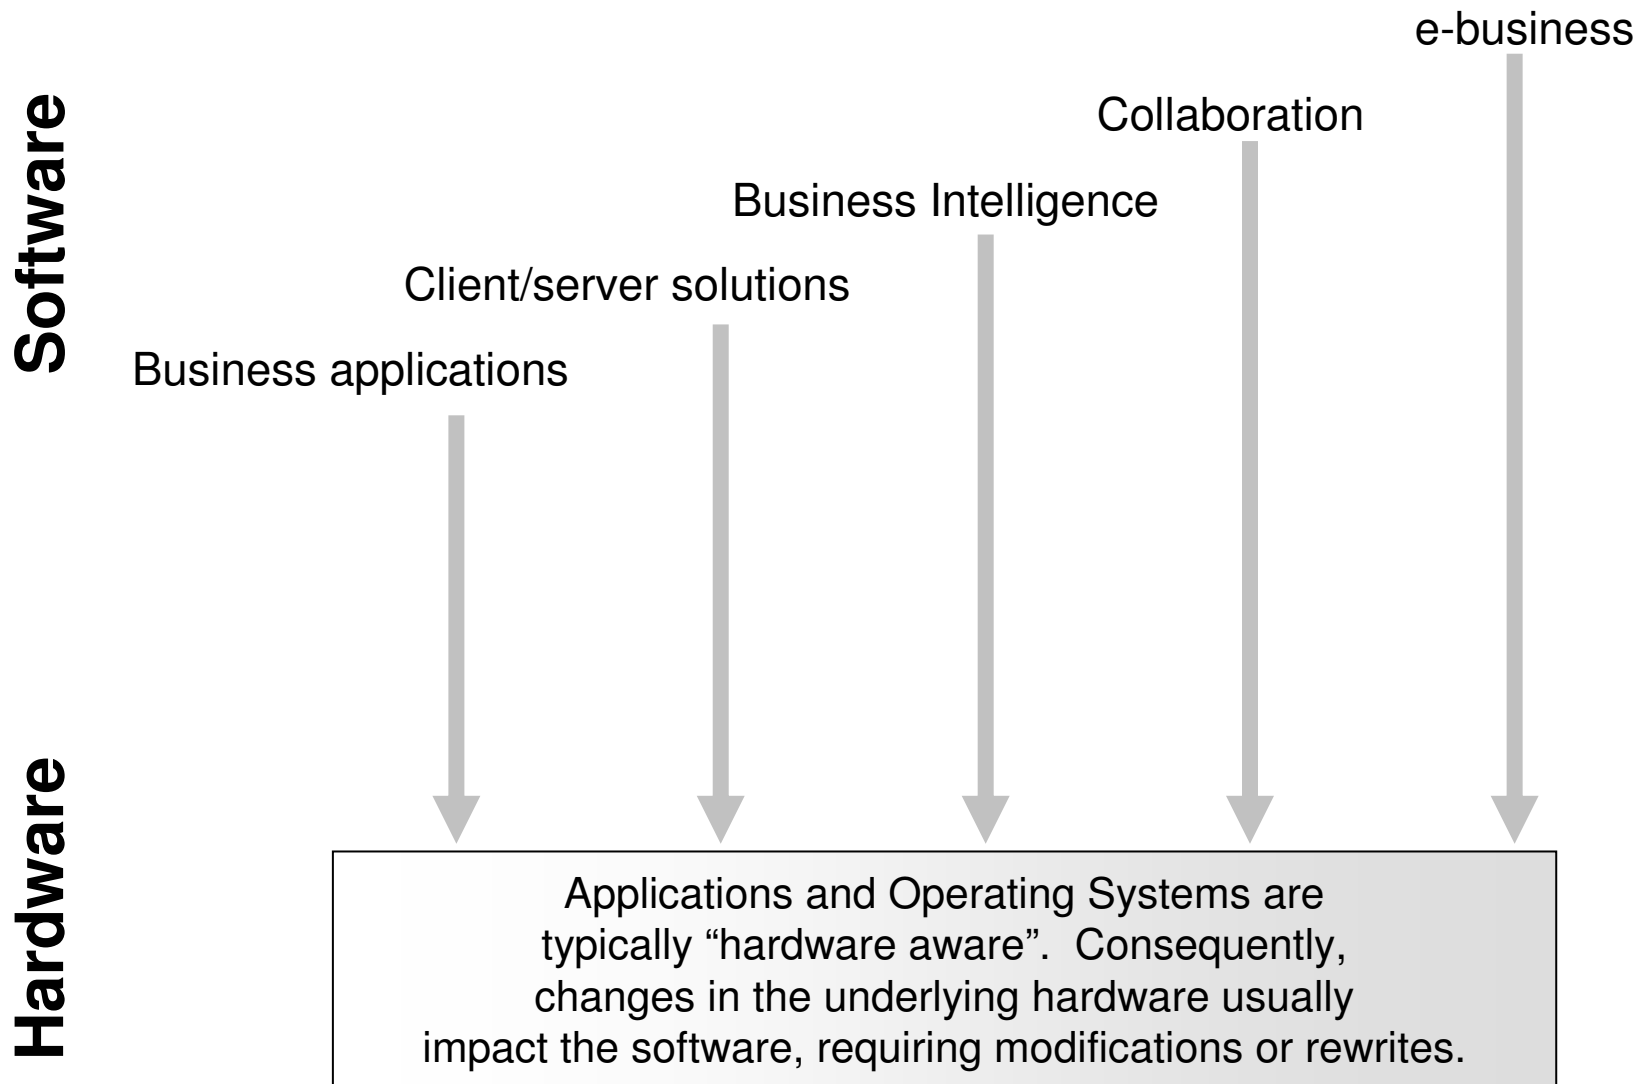 e-business
Collaboration
Business Intelligence
Client/server solutions
Business applications
Software
Hardware
Applications and Operating Systems are
typically “hardware aware”.  Consequently,
changes in the underlying hardware usually
impact the software, requiring modifications or rewrites.